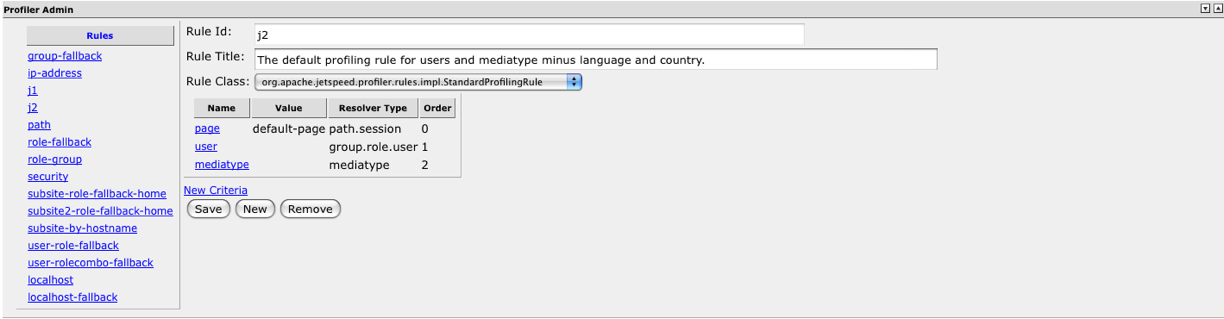 Profiler Admin
Rules
group-fallback
ip-address
j1
j2
path
role-fallback
role-group
security
subsite-role-fallback-home
subsite2-role-fallback-home
subsite-by-hostname
user-role-fallback
user-rolecombo-fallback
localhost
localhost-fallback
Rule Id: j2
Rule Title: The default profiling rule for users and mediatype minus language and country.
Rule Class: org.apache.jetspeed.profiler.rules.impl.StandardProfilingRule
Name Value Resolver Type Order
page default-page path.session 0
user group.role.user 1
mediatype mediatype 2
New Criteria
Save New Remove